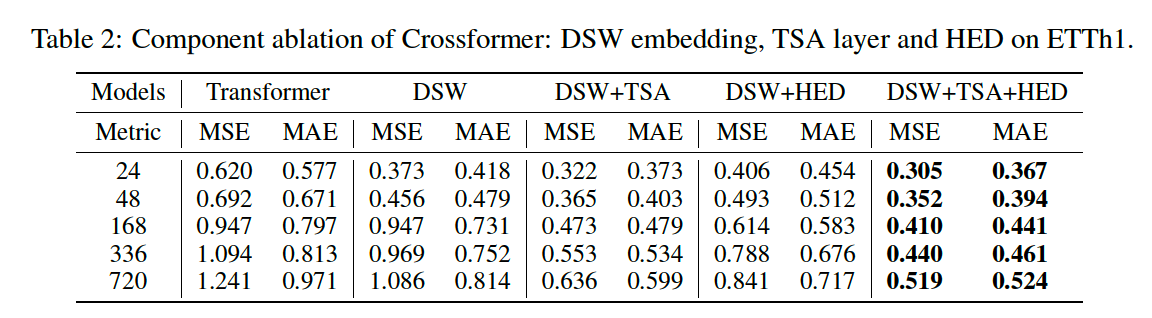 Table 2: Component ablation of Crossformer: DSW embedding, TSA layer and HED on ETTh1.
Models Transformer DSW DSW+TSA DSW+HED DSW+TSA+HED
Metric MSE MAE MSE MAE MSE MAE MSE MAE MSE MAE
24 0.620 0.577 0.373 0.418 0.322 0.373 0.406 0.454 0.305 0.367
48 0.692 0.671 0.456 0.479 0.365 0.403 0.493 0.512 0.352 0.394
168 0.947 0.797 0.947 0.731 0.473 0.479 0.614 0.583 0.410 0.441
336 1.094 0.813 0.969 0.752 0.553 0.534 0.788 0.676 0.440 0.461
720 1.241 0.971 1.086 0.814 0.636 0.599 0.841 0.717 0.519 0.524